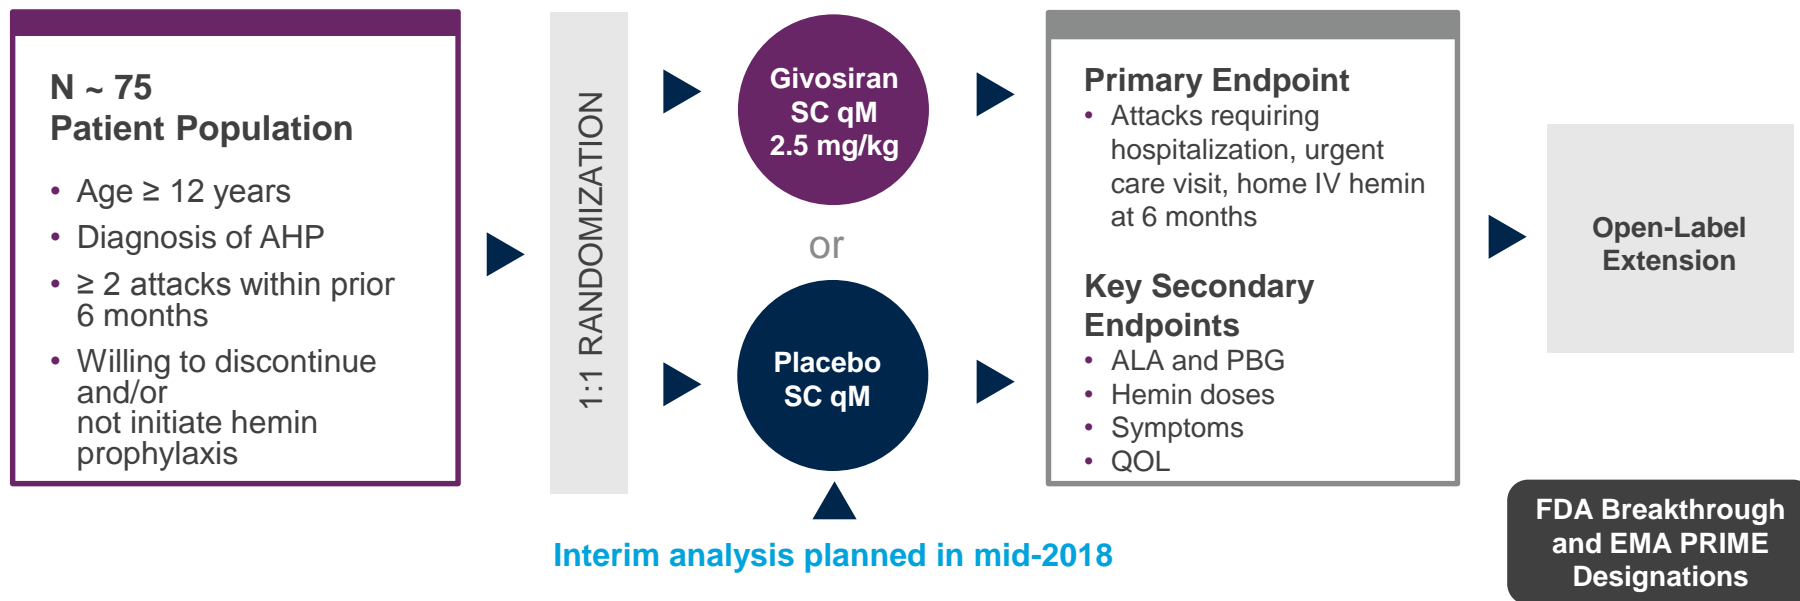 N ~ 75
Patient Population
• Age ≥ 12 years
• Diagnosis of AHP
• ≥ 2 attacks within prior
6 months
• Willing to discontinue
and/or
not initiate hemin
prophylaxis
1:1 RANDOMIZATION
Givosiran
SC qM
2.5 mg/kg
or
Placebo
SC qM
Interim analysis planned in mid-2018
Primary Endpoint
• Attacks requiring
hospitalization, urgent
care visit, home IV hemin
at 6 months
Key Secondary
Endpoints
• ALA and PBG
• Hemin doses
• Symptoms
• QOL
Open-Label
Extension
FDA Breakthrough
and EMA PRIME
Designations